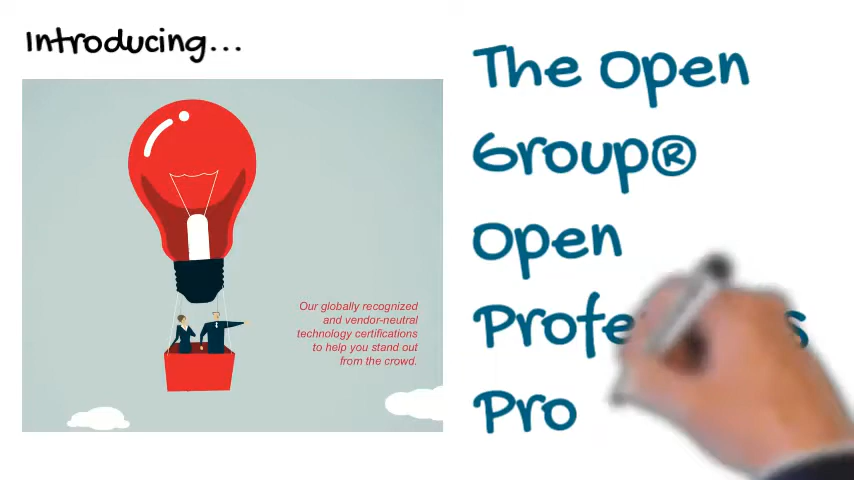 Introducing...
The Open
Group®
Open
Pro
Our globally recognized
and vendor-neutral
technology certifications
to help you stand out
from the crowd.